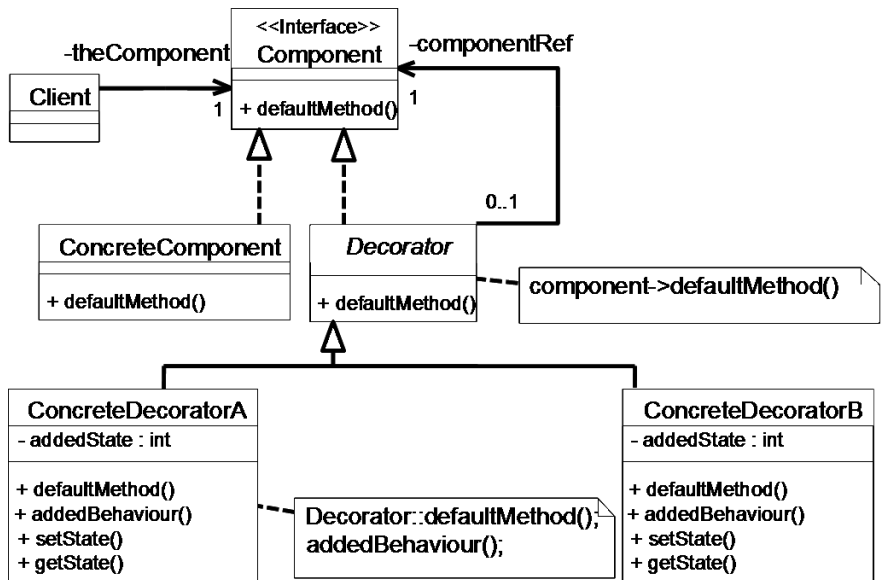 <<Interface>>
Component
+ defaultMethod()
-theComponent
1
-componentRef
1
0..1
Client
ConcreteComponent
+ defaultMethod()
Decorator
+ defaultMethod()
component->defaultMethod()
ConcreteDecoratorA
- addedState : int
+ defaultMethod()
+ addedBehaviour()
+ setState()
+ getState()
Decorator::defaultMethod();
addedBehaviour();
ConcreteDecoratorB
- addedState : int
+ defaultMethod()
+ addedBehaviour()
+ setState()
+ getState()